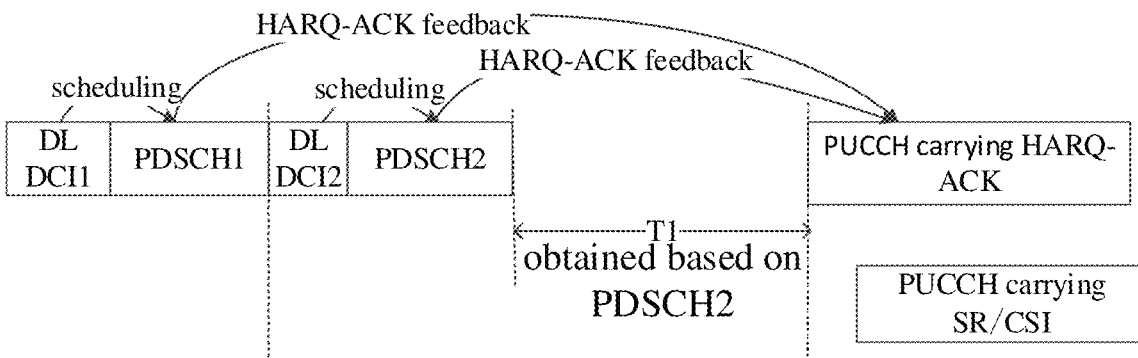 HARQ-ACK feedback
HARQ-ACK feedback
scheduling
scheduling
DL
DCI1
PDSCH1
DL
DCI2
PDSCH2
PUCCH carrying HARQ-
ACK
T1
obtained based on
PDSCH2
PUCCH carrying
SR/CSI